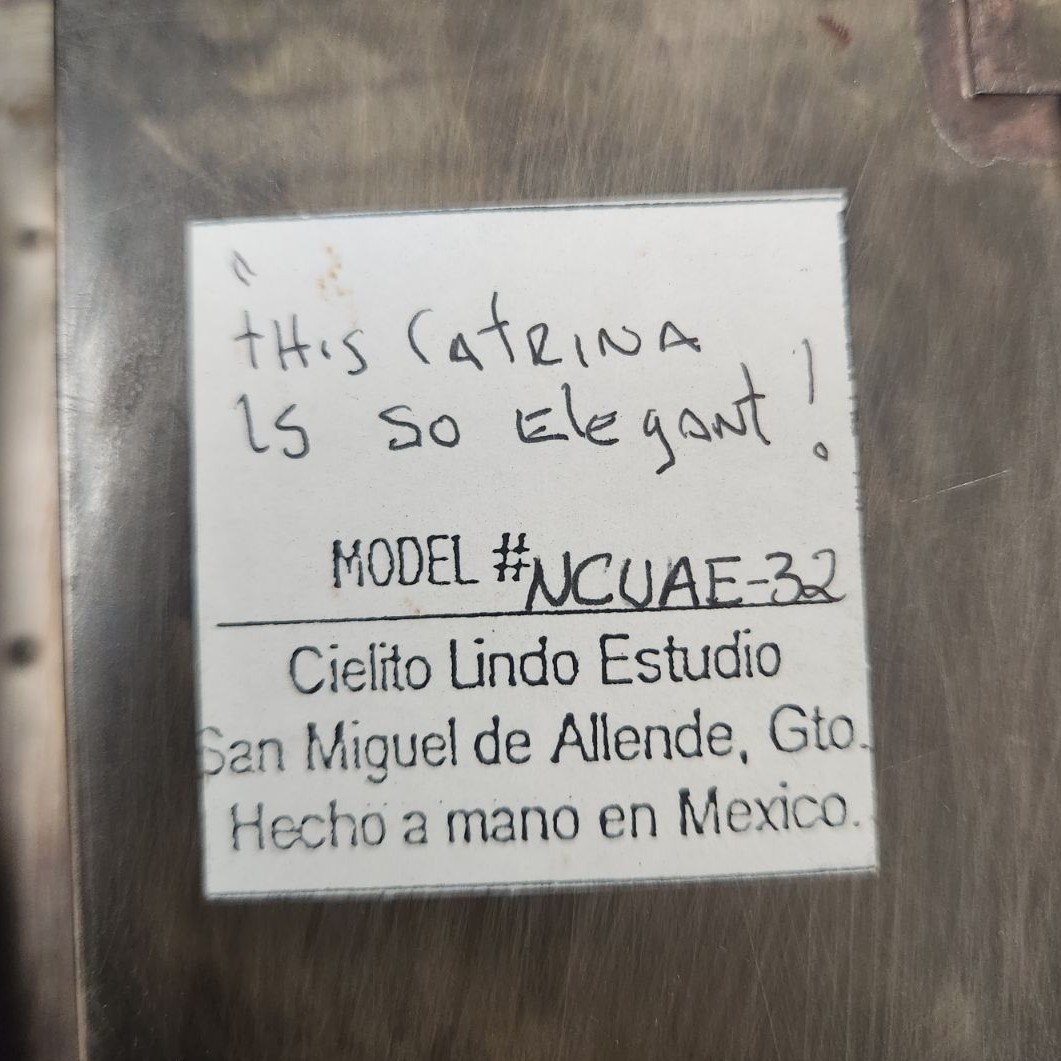 "
tHis CAtRINA
Is so Elegant!
MODEL #NCUAE-32
Cielito Lindo Estudio
San Miguel de Allende, Gto.
Hecho a mano en Mexico.